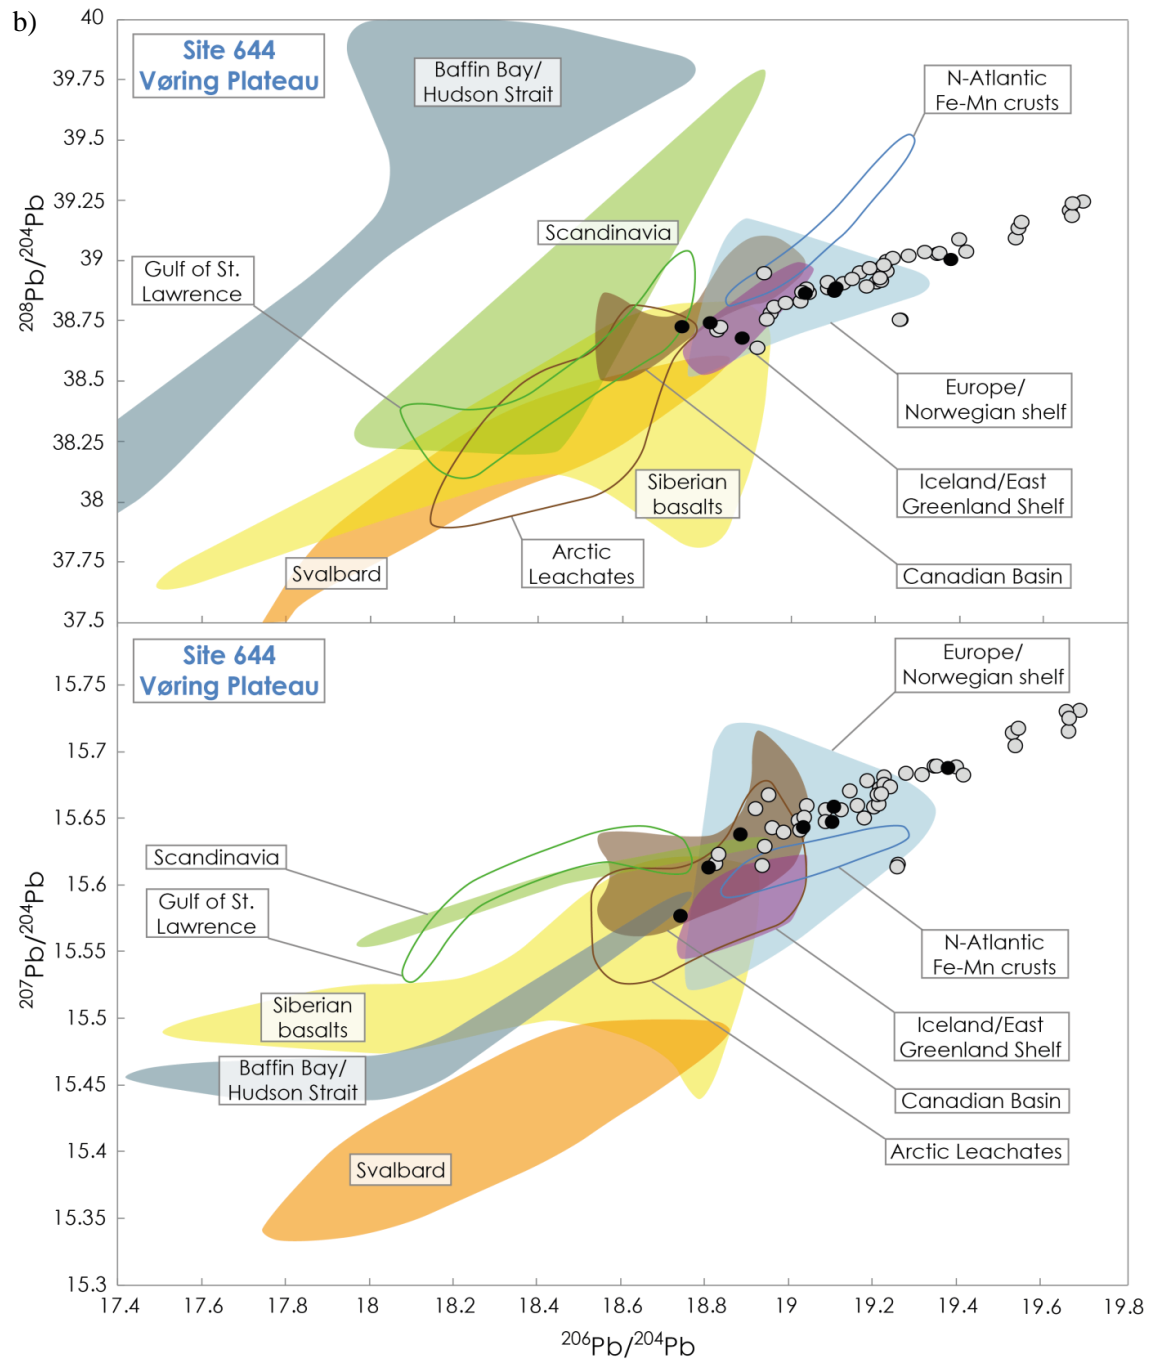 b)
40
39.75
39.5
39.25
39
38.75
38.5
38.25
38
37.75
37.5
²⁰⁸Pb/²⁰⁴Pb
Site 644
Vøring Plateau
Baffin Bay/
Hudson Strait
N-Atlantic
Fe-Mn crusts
Scandinavia
Gulf of St.
Lawrence
Europe/
Norwegian shelf
Siberian
basalts
Iceland/East
Greenland Shelf
Arctic
Leachates
Svalbard
Canadian Basin
Site 644
Vøring Plateau
Europe/
Norwegian shelf
15.75
15.7
15.65
15.6
15.55
15.5
15.45
15.4
15.35
15.3
²⁰⁷Pb/²⁰⁴Pb
Scandinavia
Gulf of St.
Lawrence
N-Atlantic
Fe-Mn crusts
Siberian
basalts
Iceland/East
Greenland Shelf
Baffin Bay/
Hudson Strait
Canadian Basin
Arctic Leachates
Svalbard
17.4 17.6 17.8 18 18.2 18.4 18.6 18.8 19 19.2 19.4 19.6 19.8
²⁰⁶Pb/²⁰⁴Pb